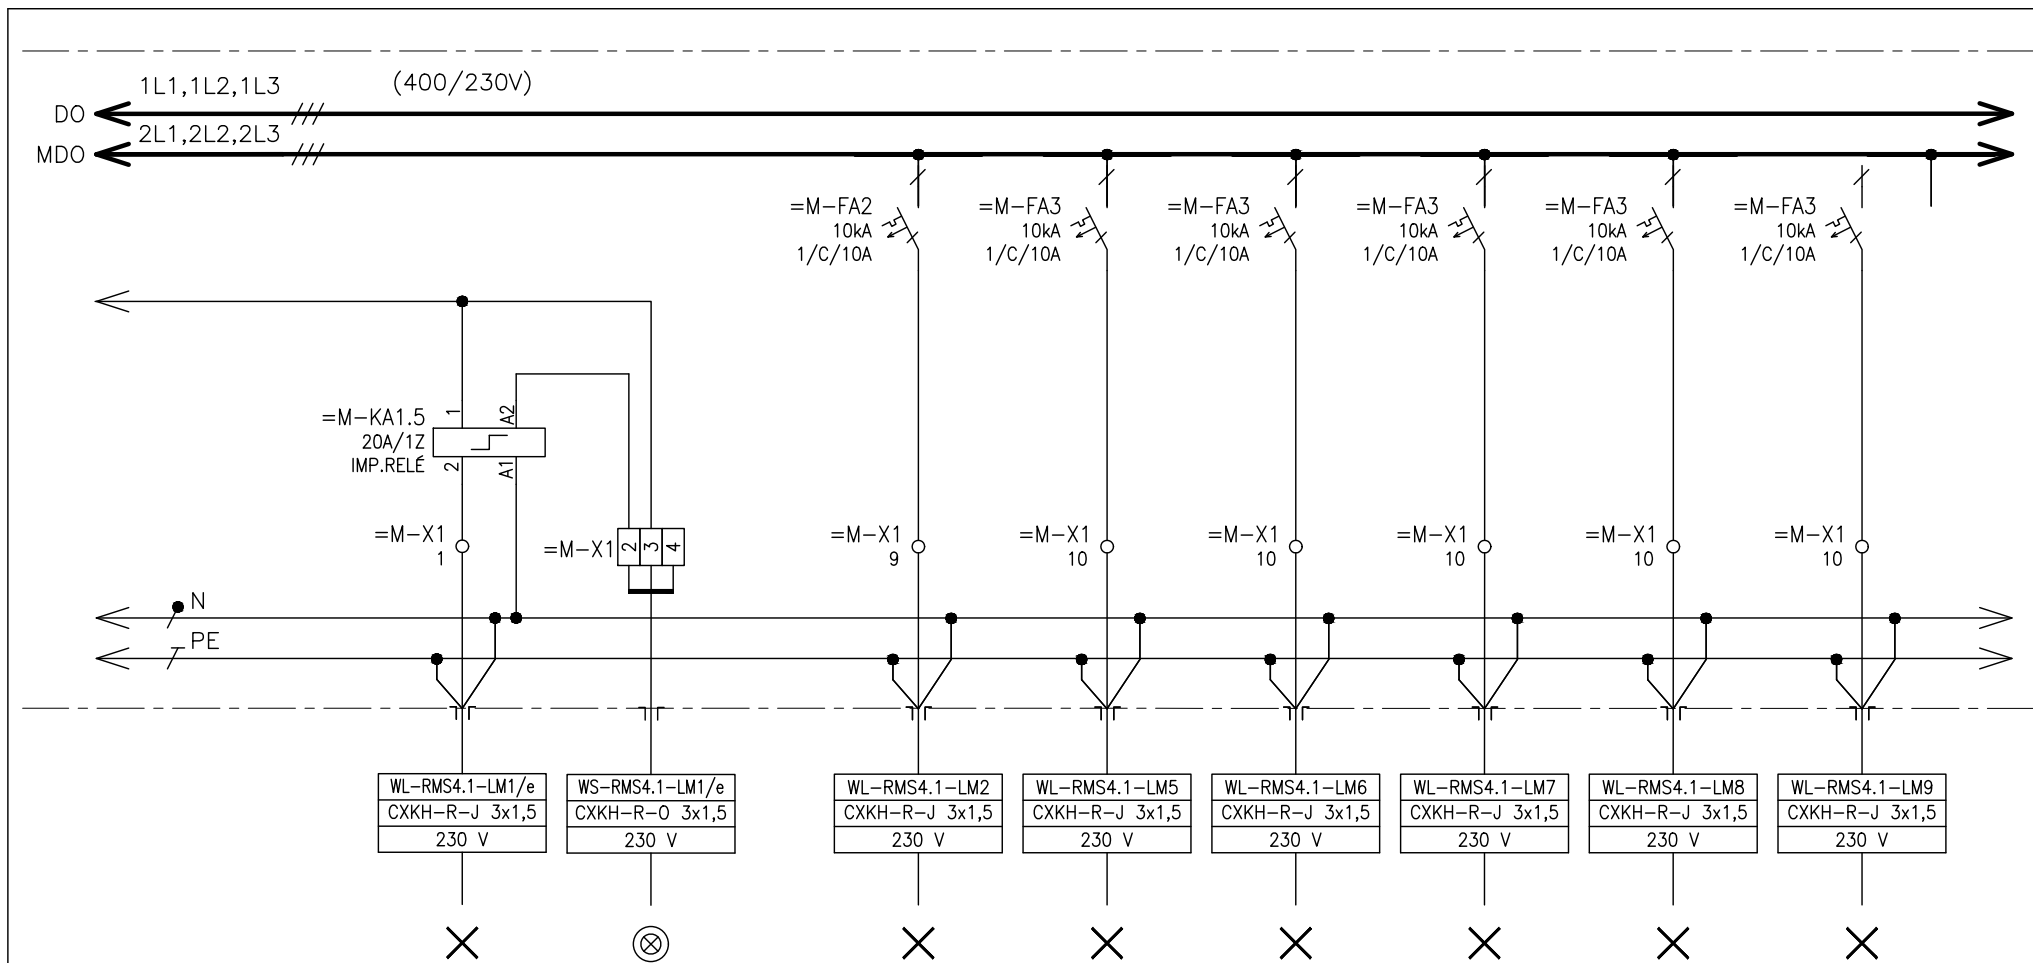 1L1,1L2,1L3
(400/230V)
DO
2L1,2L2,2L3
MDO
=M-FA2
10kA
1/C/10A
=M-FA3
10kA
1/C/10A
=M-FA3
10kA
1/C/10A
=M-FA3
10kA
1/C/10A
=M-FA3
10kA
1/C/10A
=M-FA3
10kA
1/C/10A
=M-KA1.5
20A/1Z
IMP.RELÉ
1
A2
2
A1
=M-X1
1
=M-X1
2
3
4
=M-X1
9
=M-X1
10
=M-X1
10
=M-X1
10
=M-X1
10
=M-X1
10
N
PE
WL-RMS4.1-LM1/e
CXKH-R-J 3x1,5
230 V
WS-RMS4.1-LM1/e
CXKH-R-O 3x1,5
230 V
WL-RMS4.1-LM2
CXKH-R-J 3x1,5
230 V
WL-RMS4.1-LM5
CXKH-R-J 3x1,5
230 V
WL-RMS4.1-LM6
CXKH-R-J 3x1,5
230 V
WL-RMS4.1-LM7
CXKH-R-J 3x1,5
230 V
WL-RMS4.1-LM8
CXKH-R-J 3x1,5
230 V
WL-RMS4.1-LM9
CXKH-R-J 3x1,5
230 V